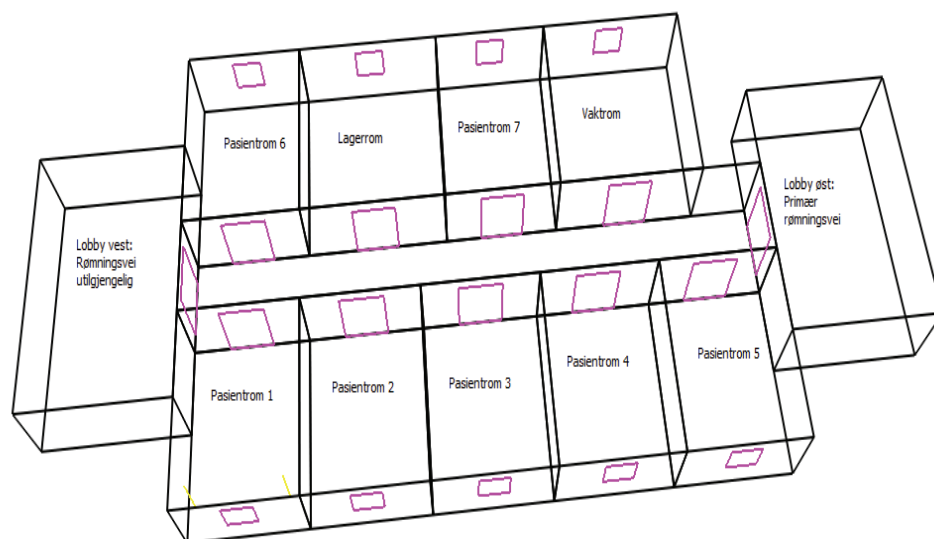 Pasientrom 6
Lagerrom
Pasientrom 7
Vaktrom
Lobby øst:
Primær
rømningsvei
Lobby vest:
Rømningsvei
utilgjengelig
Pasientrom 1
Pasientrom 2
Pasientrom 3
Pasientrom 4
Pasientrom 5